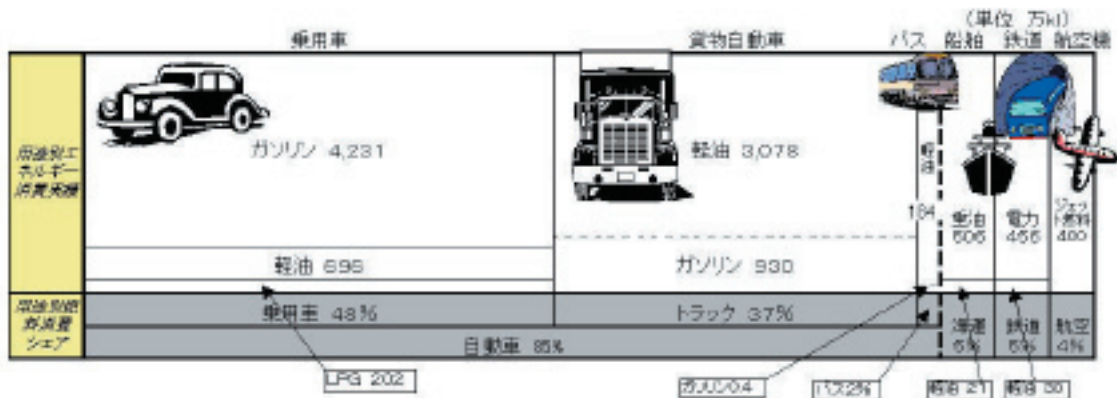 (単位 万kl)
乗用車 貨物自動車 バス 船舶 鉄道 航空機
用途別エ
ネルギー
消費実績
ガソリン 4,231
軽油 3,078
軽油
184
重油
506
電力
456
ジェッ
ト燃料
400
軽油 696
ガソリン 930
用途別燃
料消費
シェア
乗用車 48%
トラック 37%
自動車 85%
海運
5%
鉄道
5%
航空
4%
LPG 202
ガソリン0.4
バス2%
軽油 21
軽油 30